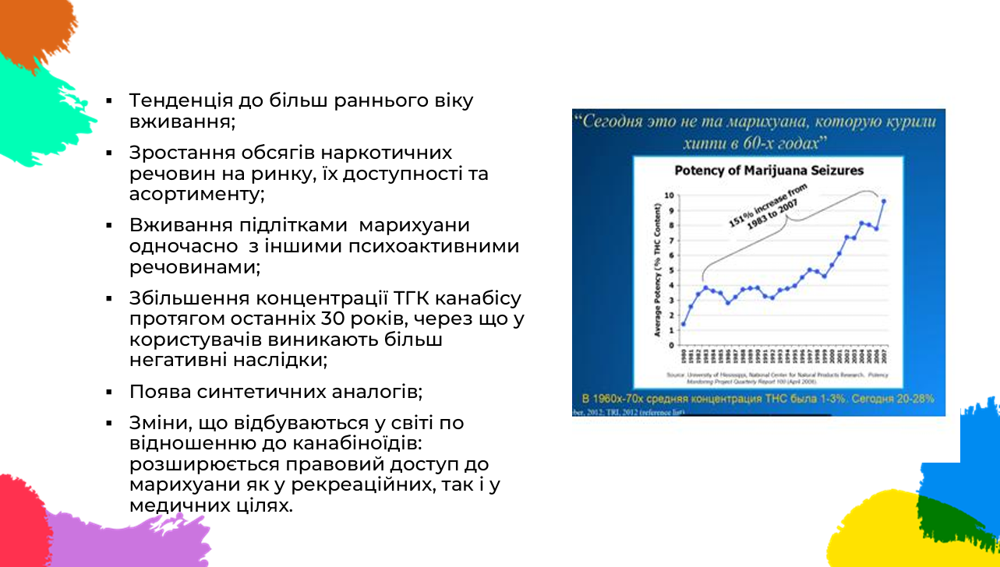 ▪ Тенденція до більш раннього віку
вживання;
▪ Зростання обсягів наркотичних
речовин на ринку, їх доступності та
асортименту;
▪ Вживання підлітками  марихуани
одночасно  з іншими психоактивними
речовинами;
▪ Збільшення концентрації ТГК канабісу
протягом останніх 30 років, через що у
користувачів виникають більш
негативні наслідки;
▪ Поява синтетичних аналогів;
▪ Зміни, що відбуваються у світі по
відношенню до канабіноїдів:
розширюється правовий доступ до
марихуани як у рекреаційних, так і у
медичних цілях.
“Сегодня это не та марихуана, которую курили
хиппи в 60-х годах”
Potency of Marijuana Seizures
151% increase from
1983 to 2007
Average Potency (% THC Content)
10
9
8
7
6
5
4
3
2
1
0
1980 1981 1982 1983 1984 1985 1986 1987 1988 1989 1990 1991 1992 1993 1994 1995 1996 1997 1998 1999 2000 2001 2002 2003 2004 2005 2006 2007
Source: University of Mississippi, National Center for Natural Products Research, Potency
Monitoring Project Quarterly Report 100 (April 2008).
В 1960х-70х средняя концентрация ТНС была 1-3%. Сегодня 20-28%
ber, 2012; TRI, 2012 (reference list)